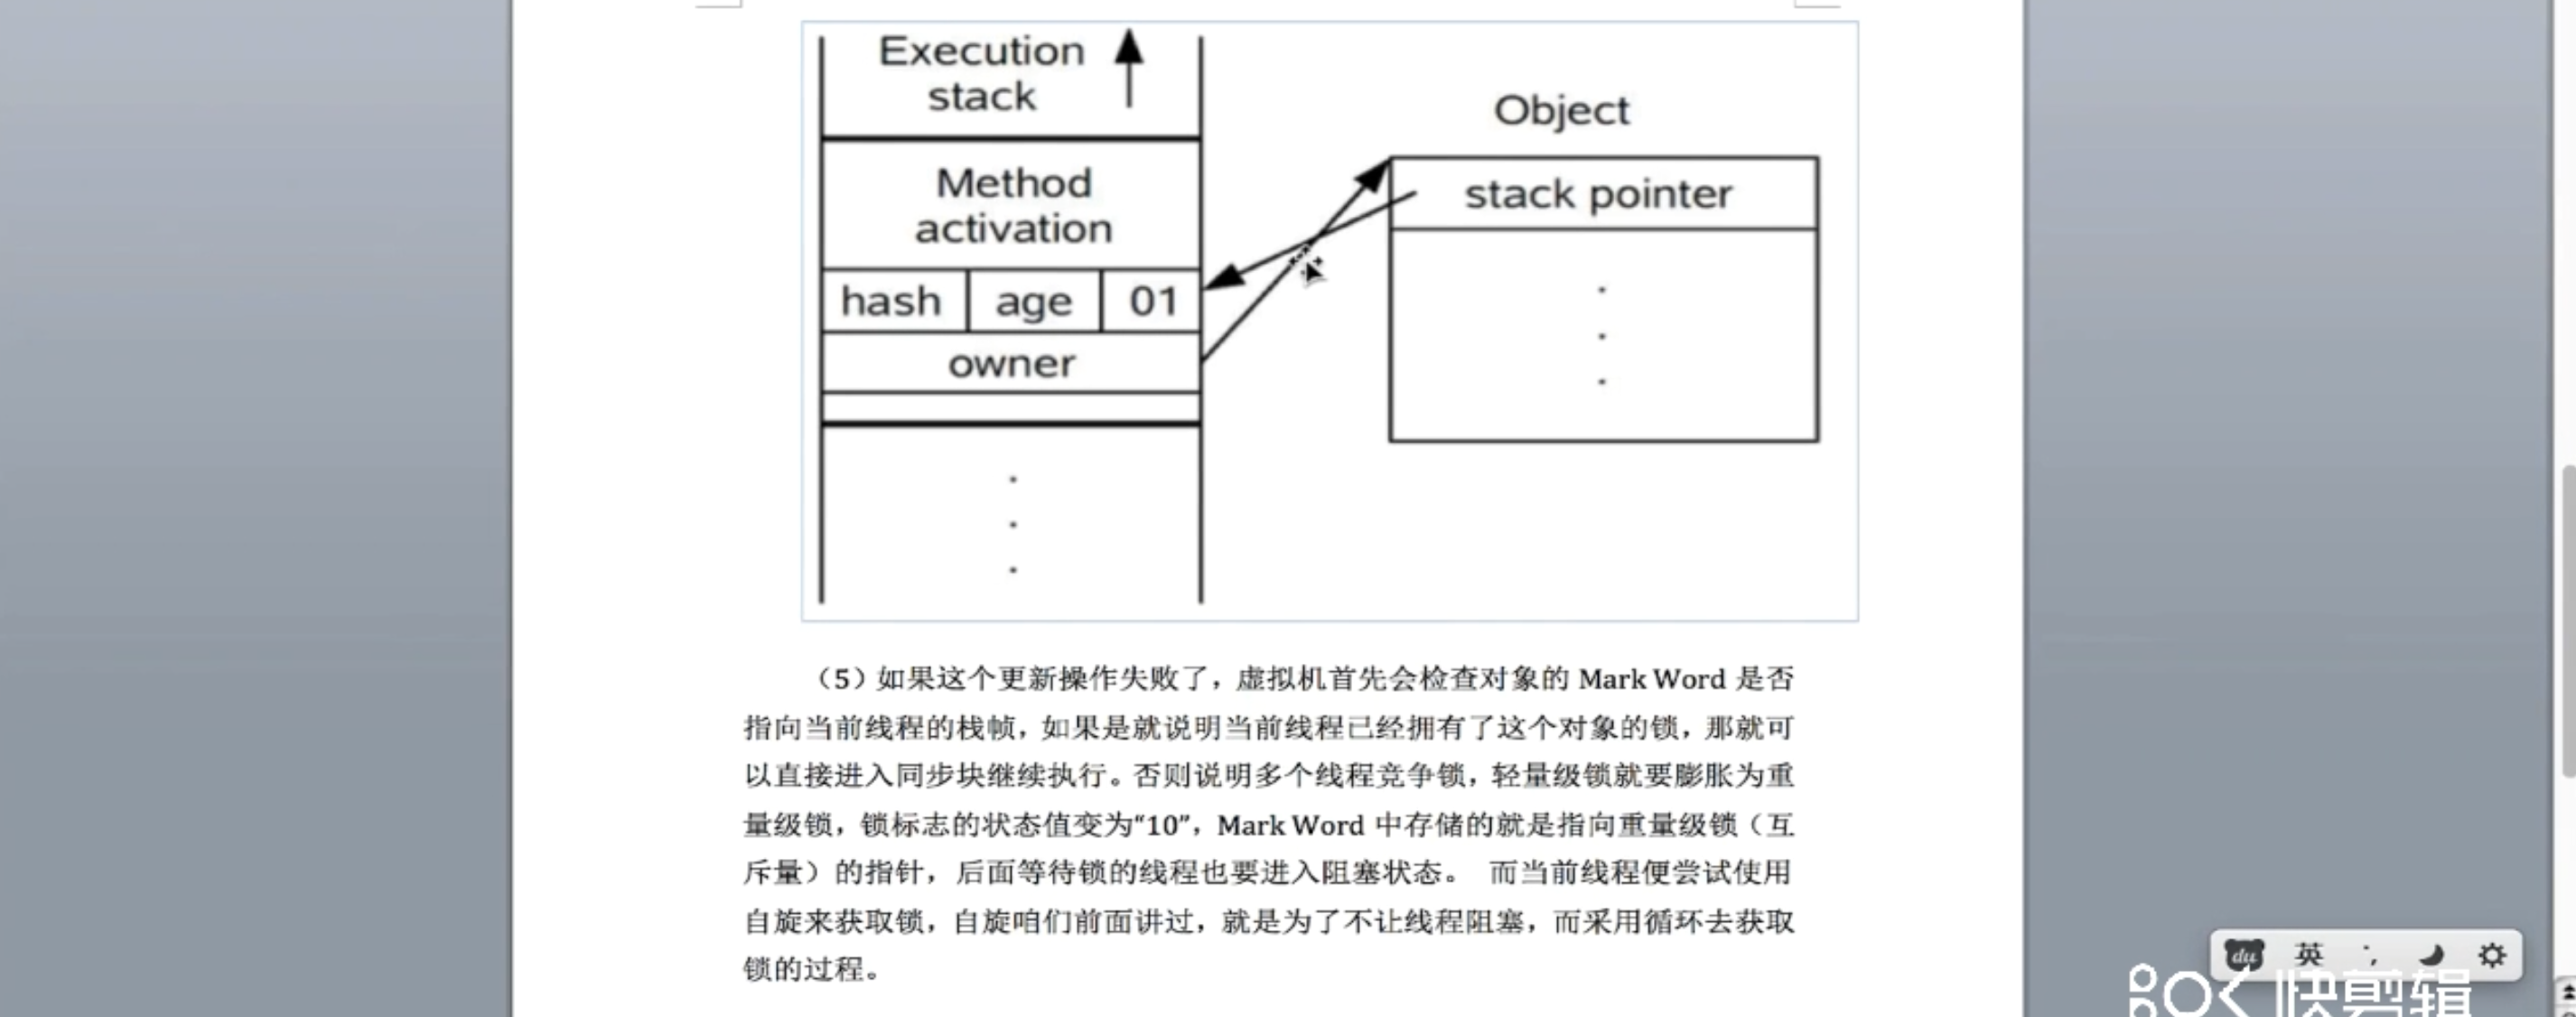 Execution
stack
Object
Method
activation
stack pointer
hash age 01
owner
（5）如果这个更新操作失败了，虚拟机首先会检查对象的 Mark Word 是否
指向当前线程的栈帧，如果是就说明当前线程已经拥有了这个对象的锁，那就可
以直接进入同步块继续执行。否则说明多个线程竞争锁，轻量级锁就要膨胀为重
量级锁，锁标志的状态值变为“10”，Mark Word 中存储的就是指向重量级锁（互
斥量）的指针，后面等待锁的线程也要进入阻塞状态。 而当前线程便尝试使用
自旋来获取锁，自旋咱们前面讲过，就是为了不让线程阻塞，而采用循环去获取
锁的过程。
du 英
快剪辑